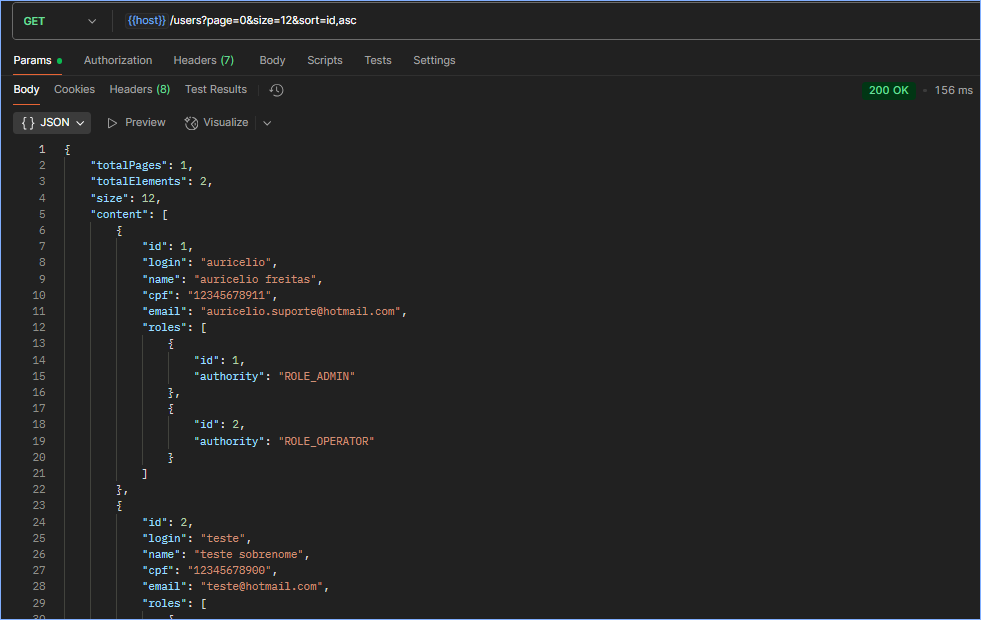 GET {{host}} /users?page=0&size=12&sort=id,asc
Params Authorization Headers (7) Body Scripts Tests Settings
Body Cookies Headers (8) Test Results 200 OK 156 ms
{ } JSON Preview Visualize
1 {
2 "totalPages": 1,
3 "totalElements": 2,
4 "size": 12,
5 "content": [
6 {
7 "id": 1,
8 "login": "auricelio",
9 "name": "auricelio freitas",
10 "cpf": "12345678911",
11 "email": "auricelio.suporte@hotmail.com",
12 "roles": [
13 {
14 "id": 1,
15 "authority": "ROLE_ADMIN"
16 },
17 {
18 "id": 2,
19 "authority": "ROLE_OPERATOR"
20 }
21 ]
22 },
23 {
24 "id": 2,
25 "login": "teste",
26 "name": "teste sobrenome",
27 "cpf": "12345678900",
28 "email": "teste@hotmail.com",
29 "roles": [